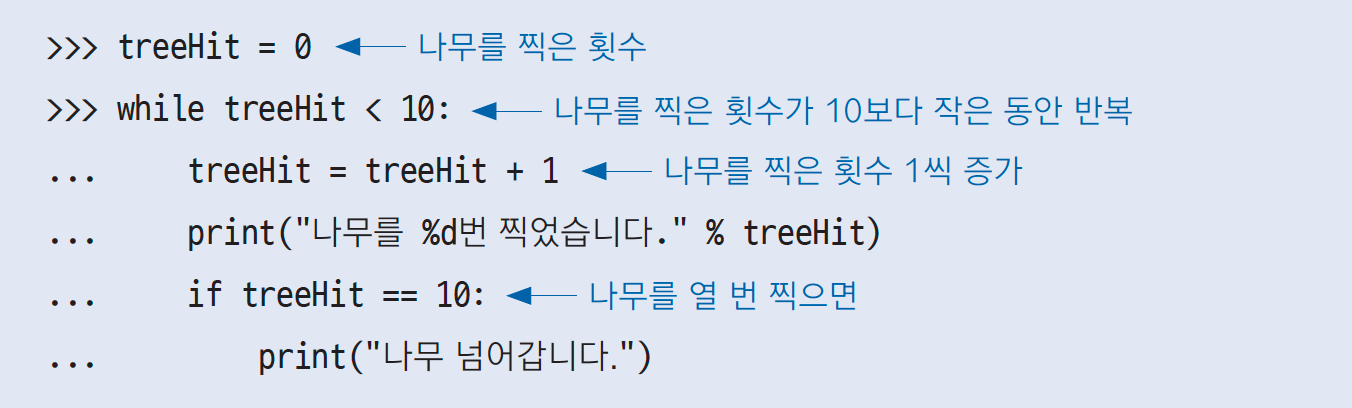 >>> treeHit = 0 나무를 찍은 횟수
>>> while treeHit < 10: 나무를 찍은 횟수가 10보다 작은 동안 반복
... treeHit = treeHit + 1 나무를 찍은 횟수 1씩 증가
... print("나무를 %d번 찍었습니다." % treeHit)
... if treeHit == 10: 나무를 열 번 찍으면
... print("나무 넘어갑니다.")